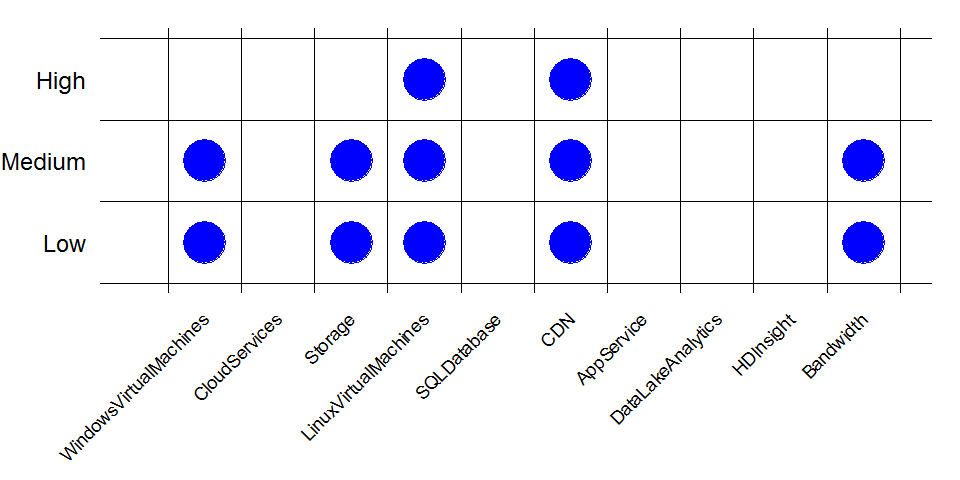 High
Medium
Low
WindowsVirtualMachines
CloudServices
Storage
LinuxVirtualMachines
SQLDatabase
CDN
AppService
DataLakeAnalytics
HDInsight
Bandwidth